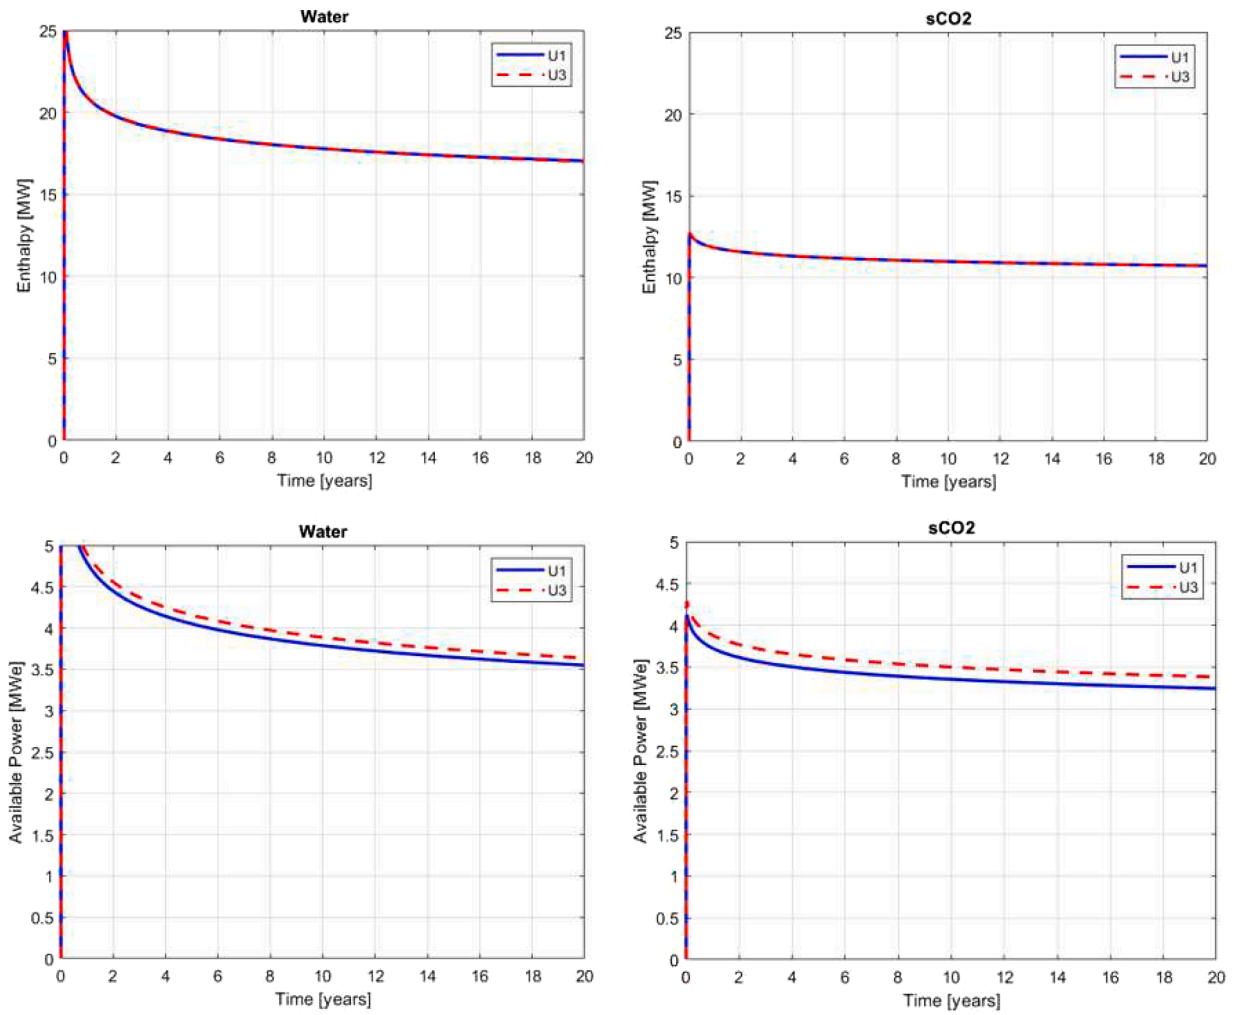 Water
25
20
15
10
5
0
Enthalpy [MW]
U1
U3
0 2 4 6 8 10 12 14 16 18 20
Time [years]
sCO2
25
20
15
10
5
0
Enthalpy [MW]
U1
U3
0 2 4 6 8 10 12 14 16 18 20
Time [years]
Water
5
4.5
4
3.5
3
2.5
2
1.5
1
0.5
0
Available Power [MWe]
U1
U3
0 2 4 6 8 10 12 14 16 18 20
Time [years]
sCO2
5
4.5
4
3.5
3
2.5
2
1.5
1
0.5
0
Available Power [MWe]
U1
U3
0 2 4 6 8 10 12 14 16 18 20
Time [years]